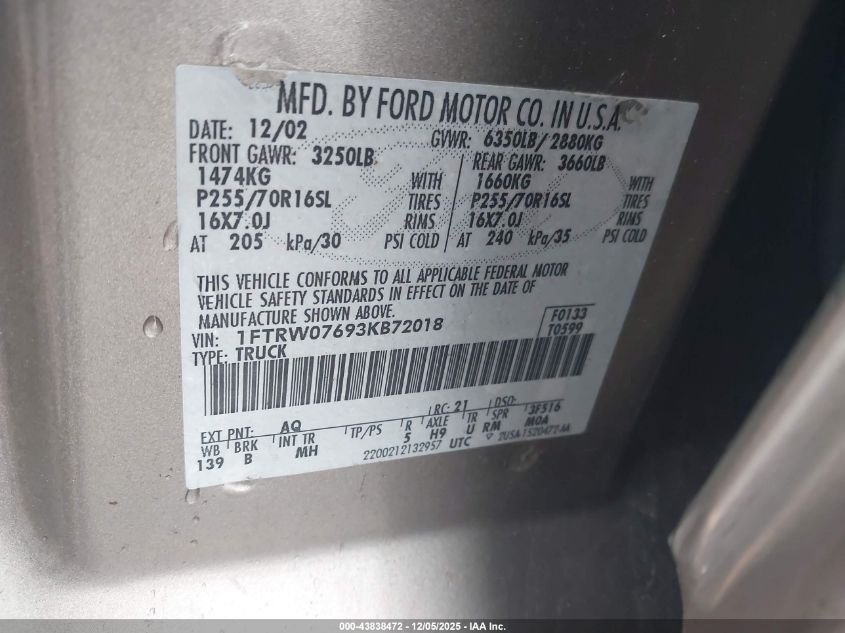 MFD. BY FORD MOTOR CO. IN U.S.A.
DATE: 12/02 GVWR: 6350LB/2880KG
FRONT GAWR: 3250LB REAR GAWR: 3660LB
1474KG WITH 1660KG WITH
P255/70R16SL TIRES P255/70R16SL TIRES
16X7.0J RIMS 16X7.0J RIMS
AT 205 kPa/30 PSI COLD AT 240 kPa/35 PSI COLD
THIS VEHICLE CONFORMS TO ALL APPLICABLE FEDERAL MOTOR
VEHICLE SAFETY STANDARDS IN EFFECT ON THE DATE OF
MANUFACTURE SHOWN ABOVE.
VIN: 1FTRW07693KB72018 F0133
TYPE: TRUCK T0599
EXT PNT: AQ RC: 21 DSO: 3F516
WB BRK INT TR TP/PS R AXLE TR SPR M0A
139 B MH 5 H9 U RM
2200212132957 UTC
000-43838472 - 12/05/2025 - IAA Inc.